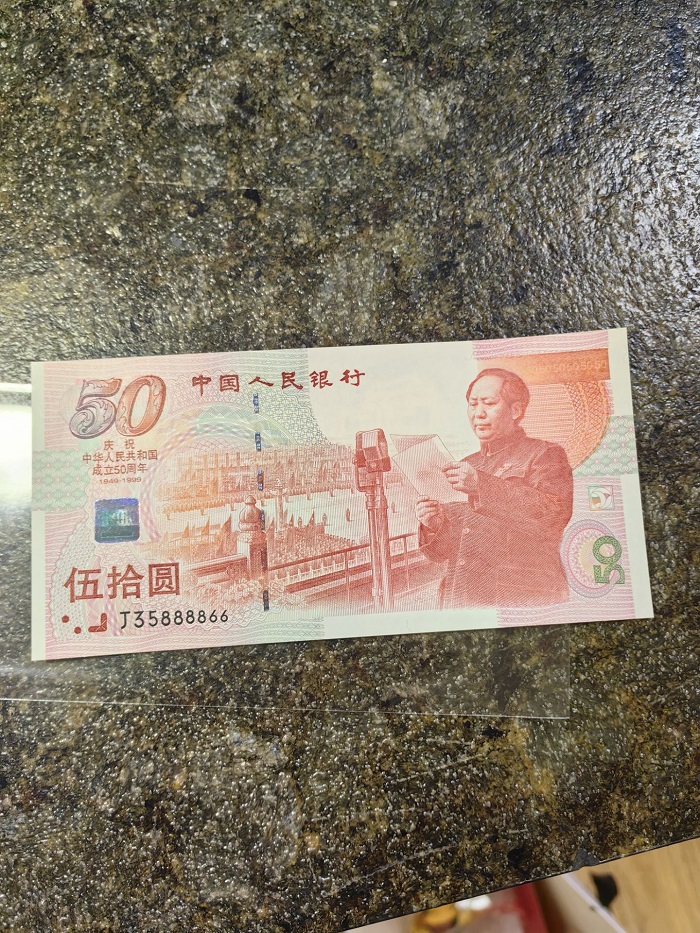 50
中国人民银行
庆祝
中华人民共和国
成立50周年
1949-1999
伍拾圆
J35888866
50